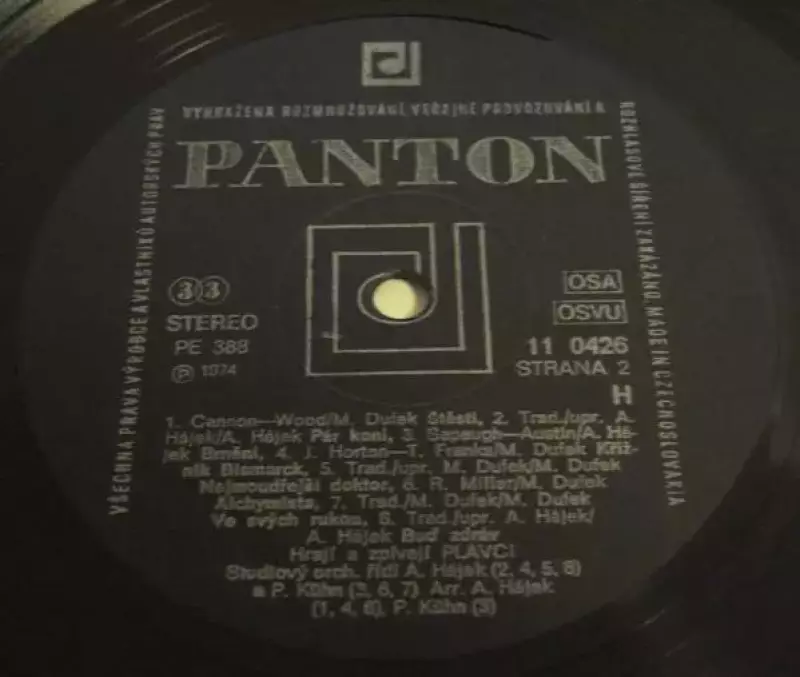 VYHRAŽENA ROZMNOŽOVÁNÍ, VEŘEJNÉ PROVOZOVÁNÍ A
ROZHLASOVÉ ŠÍŘENÍ ZAKÁZÁNO. MADE IN CZECHOSLOVAKIA
VŠECHNA PRÁVA VÝROBCE A VLASTNÍKŮ AUTORSKÝCH PRÁV
PANTON
33
STEREO
PE 388
Ⓟ 1974
OSA
OSVU
11 0426
STRANA 2
H
1. Cannon—Wood/M. Dufek Štěstí, 2. Trad./upr. A.
Hájek/A. Hájek Pár koní, 3. Sapaugh—Austin/A. Há-
jek Brnění, 4. J. Horton—T. Franks/M. Dufek Křiž-
ník Bismarck, 5. Trad./upr. M. Dufek/M. Dufek
Nejmoudřejší doktor, 6. R. Miller/M. Dufek
Alchymista, 7. Trad./M. Dufek/M. Dufek
Ve svých rukou, 8. Trad./upr. A. Hájek/
A. Hájek Buď zdráv
Hrají a zpívají PLAVCI
Studiový orch. řídí A. Hájek (2, 4, 5, 8)
a P. Kühn (3, 6, 7) Arr. A. Hájek
(1, 4, 6), P. Kühn (3)